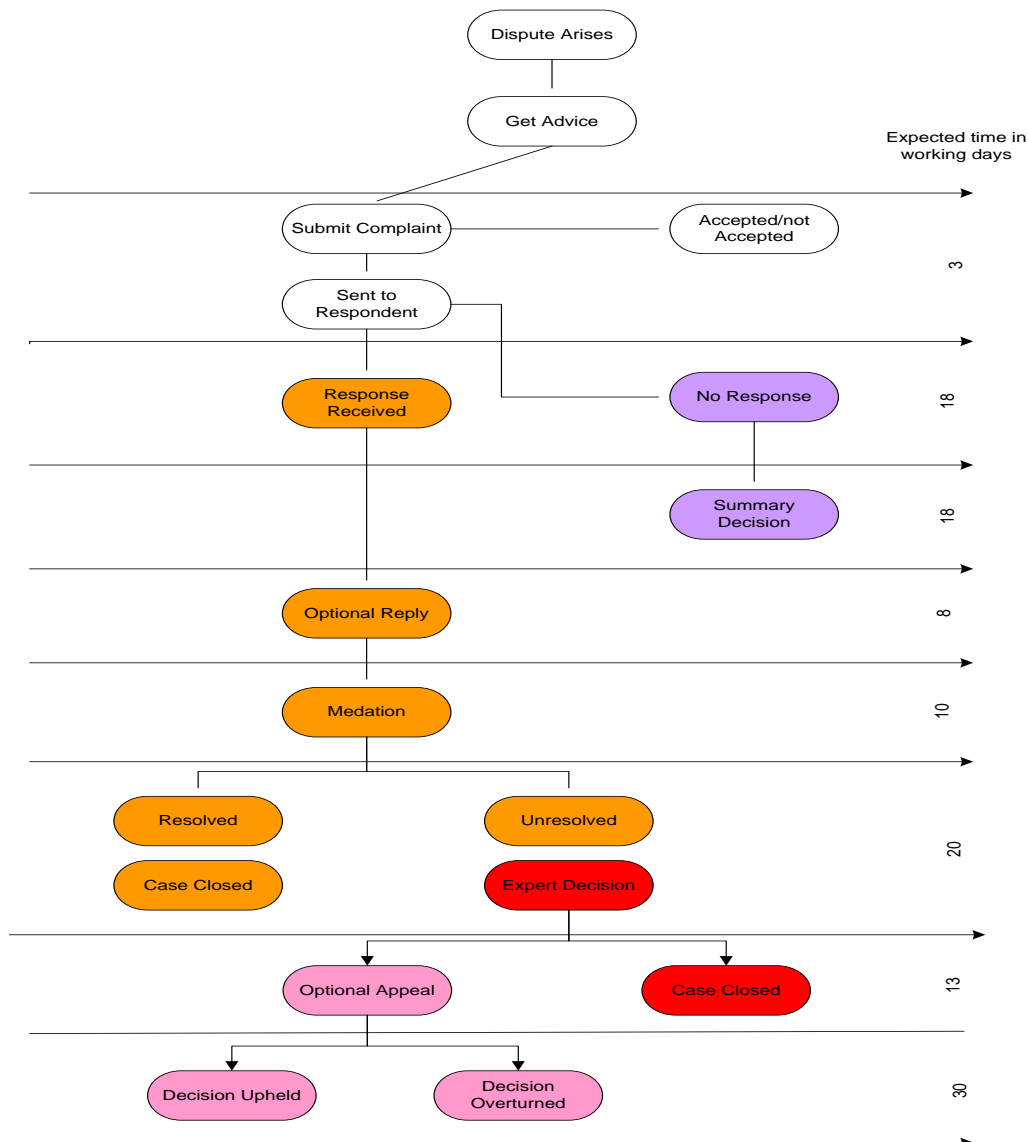 Dispute Arises
Get Advice
Expected time in
working days
Submit Complaint
Accepted/not
Accepted
3
Sent to
Respondent
Response
Received
No Response
18
Summary
Decision
18
Optional Reply
8
Medation
10
Resolved
Unresolved
20
Case Closed
Expert Decision
Optional Appeal
Case Closed
13
Decision Upheld
Decision
Overturned
30